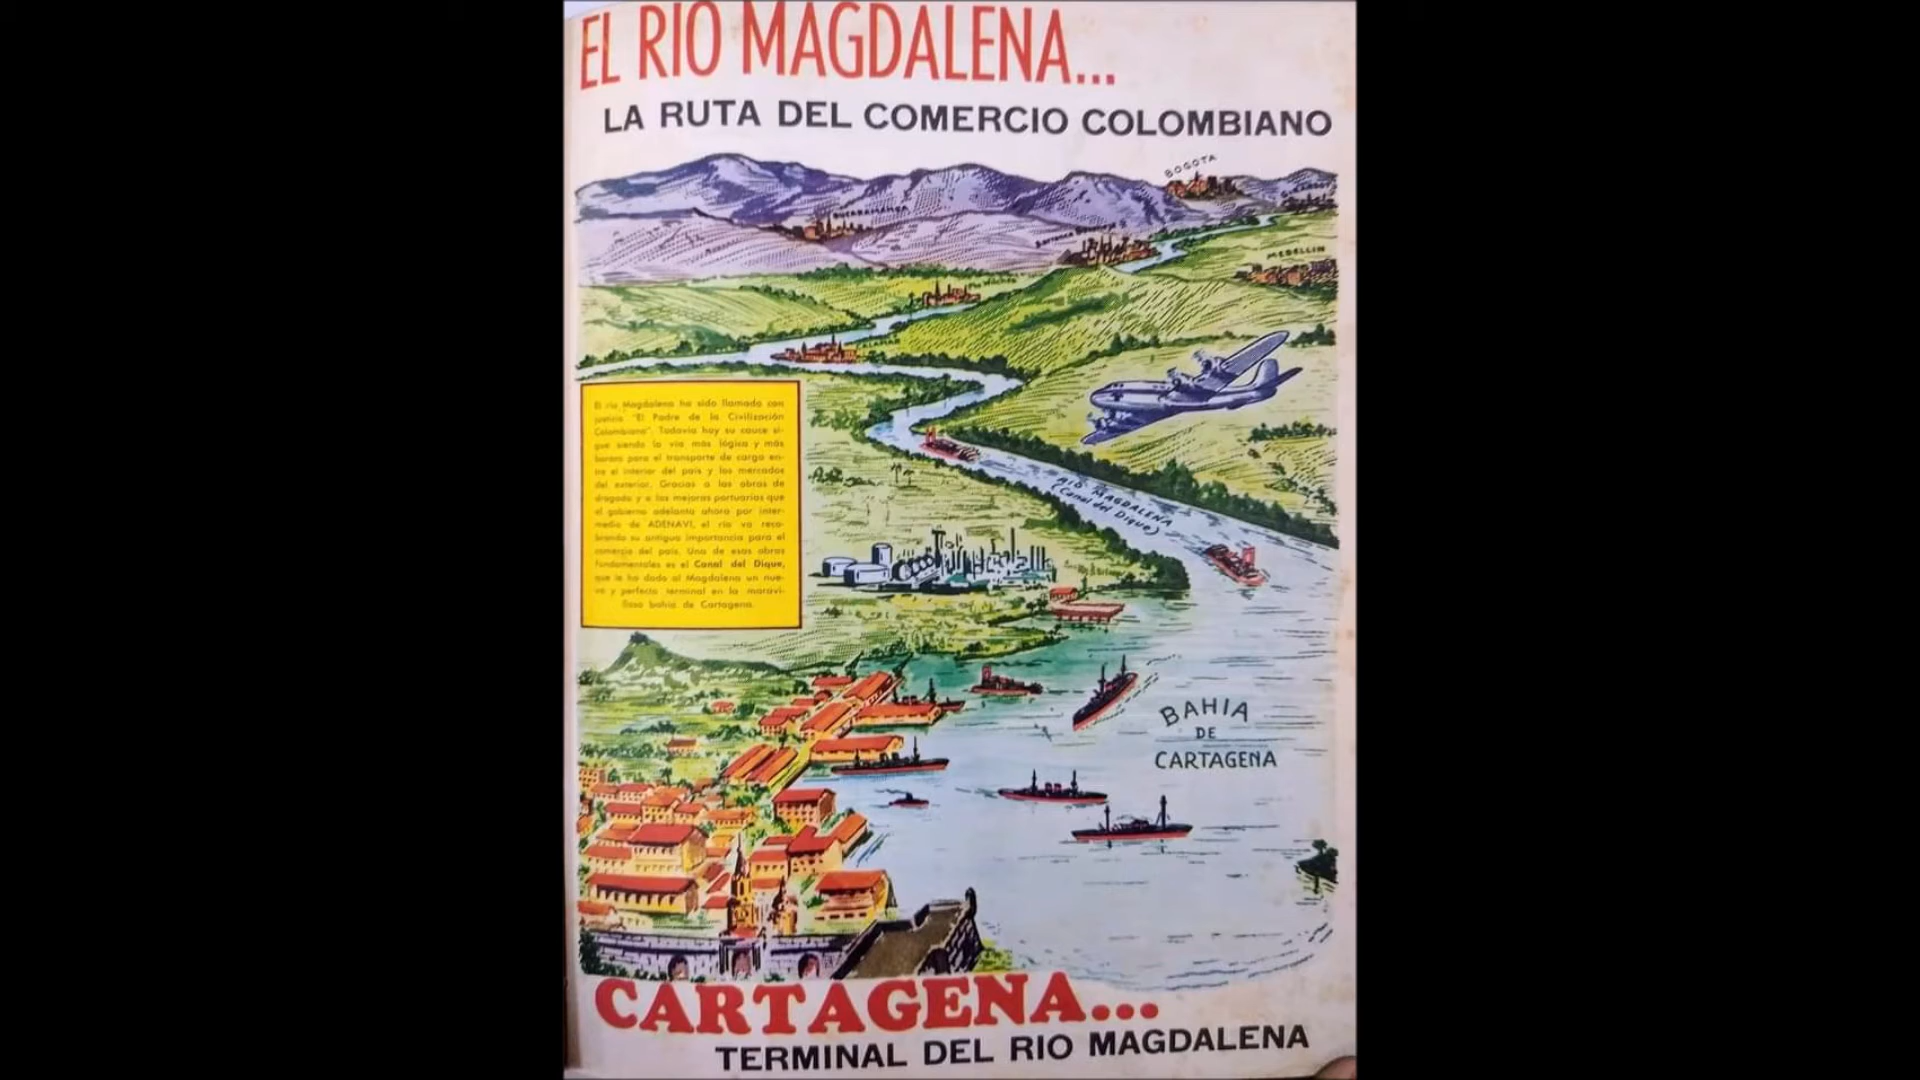 EL RIO MAGDALENA...
LA RUTA DEL COMERCIO COLOMBIANO
BOGOTA
BUCARAMANGA
MEDELLIN
El río Magdalena ha sido llamado con
justicia "El Padre de la Civilización
Colombiana". Todavía hoy su cauce si-
gue siendo la vía más lógica y más
barata para el transporte de carga en-
tre el interior del país y los mercados
del exterior. Gracias a las obras de
dragado y a las mejoras portuarias que
el gobierno adelanta ahora por inter-
medio de ADENAVI, el río va reco-
brando su antigua importancia para el
comercio del país. Una de esas obras
fundamentales es el Canal del Dique,
que le ha dado al Magdalena un nue-
vo y perfecto terminal en la maravi-
llosa bahía de Cartagena.
RIO MAGDALENA
(Canal del Dique)
BAHIA
DE
CARTAGENA
CARTAGENA...
TERMINAL DEL RIO MAGDALENA